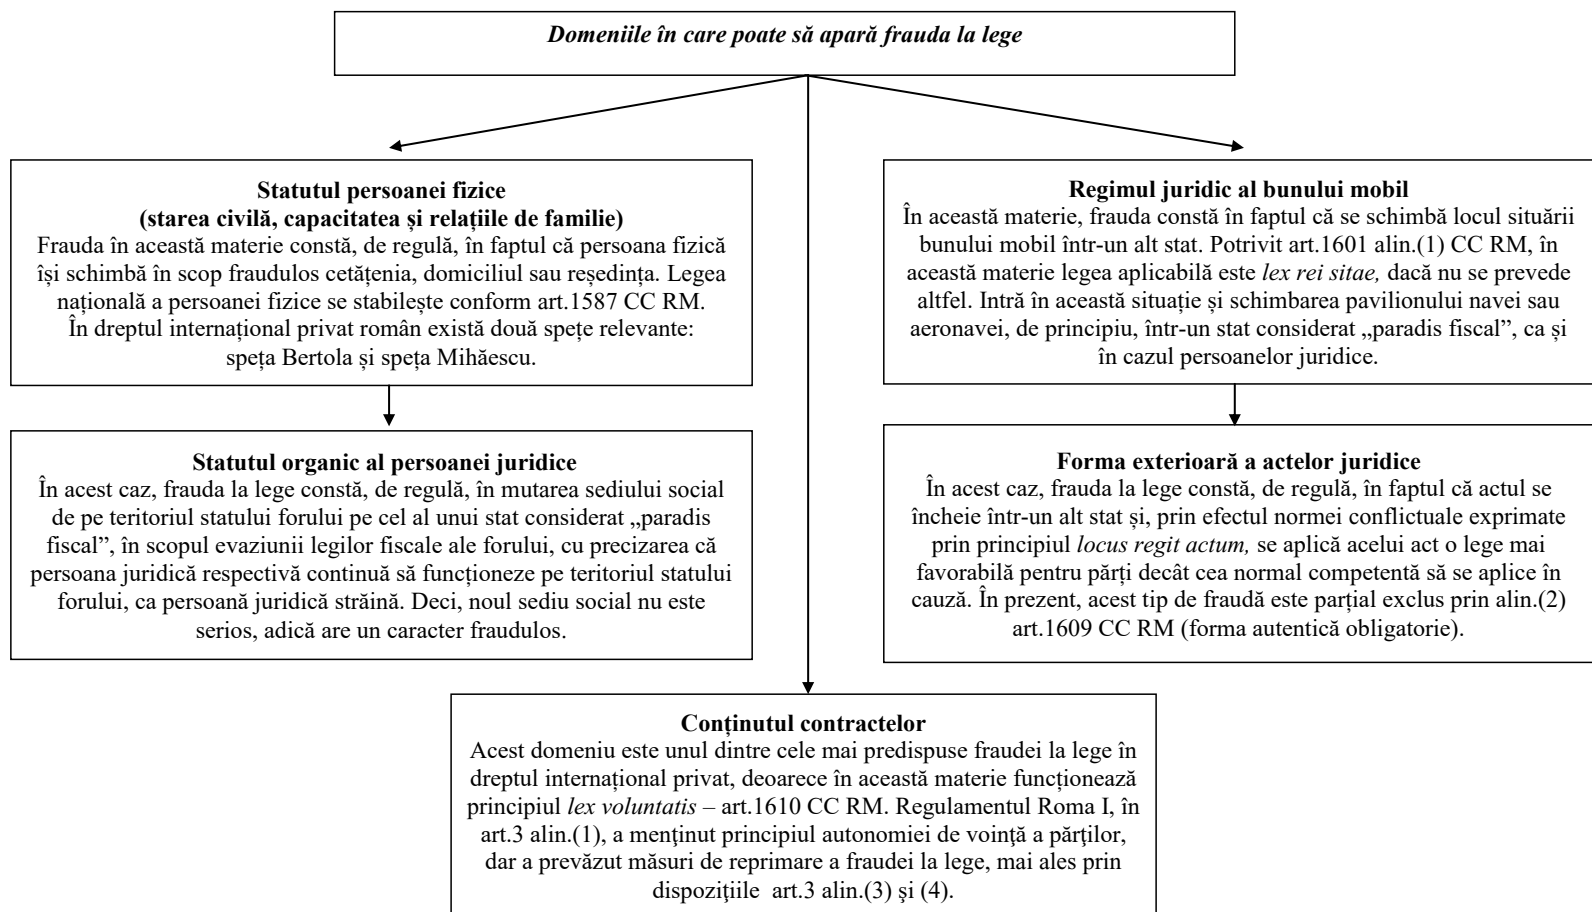 Domeniile în care poate să apară frauda la lege
Statutul persoanei fizice
(starea civilă, capacitatea și relațiile de familie)
Frauda în această materie constă, de regulă, în faptul că persoana fizică
își schimbă în scop fraudulos cetățenia, domiciliul sau reședința. Legea
națională a persoanei fizice se stabilește conform art.1587 CC RM.
În dreptul internațional privat român există două spețe relevante:
speța Bertola și speța Mihăescu.
Regimul juridic al bunului mobil
În această materie, frauda constă în faptul că se schimbă locul situării
bunului mobil într-un alt stat. Potrivit art.1601 alin.(1) CC RM, în
această materie legea aplicabilă este lex rei sitae, dacă nu se prevede
altfel. Intră în această situație și schimbarea pavilionului navei sau
aeronavei, de principiu, într-un stat considerat „paradis fiscal”, ca și
în cazul persoanelor juridice.
Statutul organic al persoanei juridice
În acest caz, frauda la lege constă, de regulă, în mutarea sediului social
de pe teritoriul statului forului pe cel al unui stat considerat „paradis
fiscal”, în scopul evaziunii legilor fiscale ale forului, cu precizarea că
persoana juridică respectivă continuă să funcționeze pe teritoriul statului
forului, ca persoană juridică străină. Deci, noul sediu social nu este
serios, adică are un caracter fraudulos.
Forma exterioară a actelor juridice
În acest caz, frauda la lege constă, de regulă, în faptul că actul se
încheie într-un alt stat și, prin efectul normei conflictuale exprimate
prin principiul locus regit actum, se aplică acelui act o lege mai
favorabilă pentru părți decât cea normal competentă să se aplice în
cauză. În prezent, acest tip de fraudă este parțial exclus prin alin.(2)
art.1609 CC RM (forma autentică obligatorie).
Conținutul contractelor
Acest domeniu este unul dintre cele mai predispuse fraudei la lege în
dreptul internațional privat, deoarece în această materie funcționează
principiul lex voluntatis – art.1610 CC RM. Regulamentul Roma I, în
art.3 alin.(1), a menţinut principiul autonomiei de voinţă a părţilor,
dar a prevăzut măsuri de reprimare a fraudei la lege, mai ales prin
dispoziţiile art.3 alin.(3) şi (4).